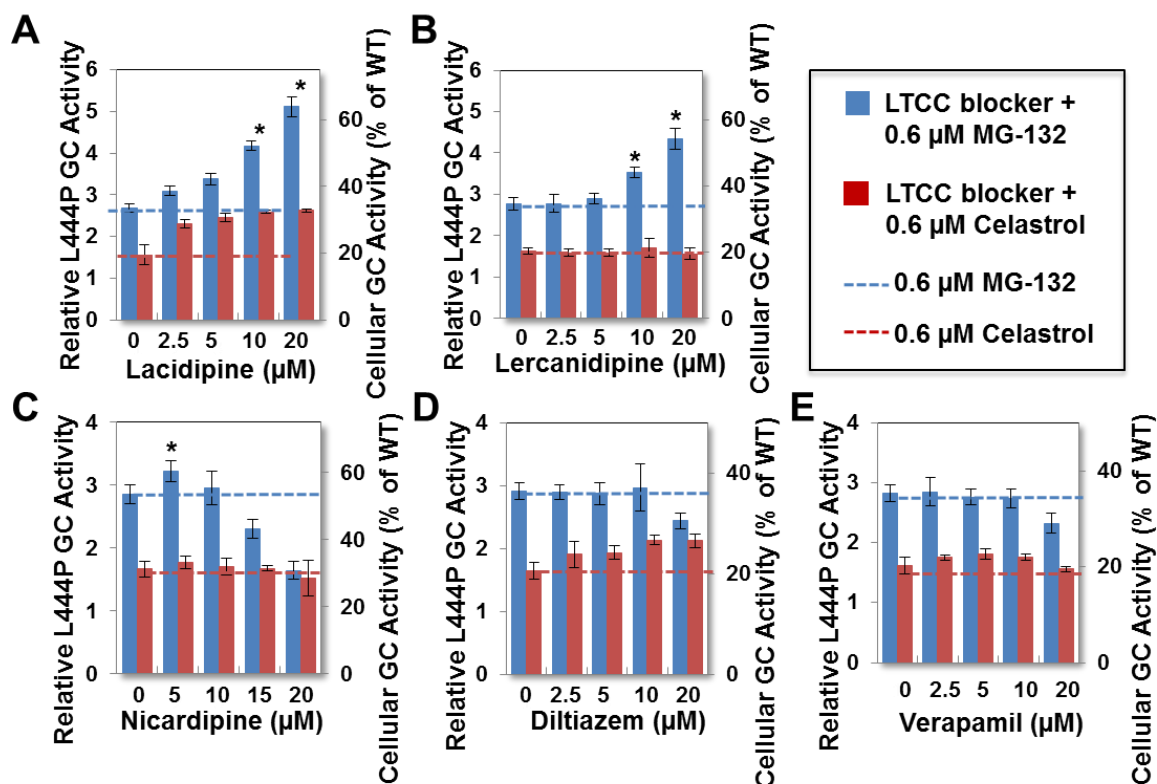 A
Relative L444P GC Activity
6
5
4
3
2
1
0
*
*
60
40
20
0
Cellular GC Activity (% of WT)
0 2.5 5 10 20
Lacidipine (µM)
B
Relative L444P GC Activity
6
5
4
3
2
1
0
*
*
60
40
20
0
Cellular GC Activity (% of WT)
0 2.5 5 10 20
Lercanidipine (µM)
LTCC blocker +
0.6 µM MG-132
LTCC blocker +
0.6 µM Celastrol
0.6 µM MG-132
0.6 µM Celastrol
C
Relative L444P GC Activity
4
3
2
1
0
*
60
40
30
20
0
Cellular GC Activity (% of WT)
0 5 10 15 20
Nicardipine (µM)
D
Relative L444P GC Activity
4
3
2
1
0
40
20
0
Cellular GC Activity (% of WT)
0 2.5 5 10 20
Diltiazem (µM)
E
Relative L444P GC Activity
4
3
2
1
0
40
20
0
Cellular GC Activity (% of WT)
0 2.5 5 10 20
Verapamil (µM)